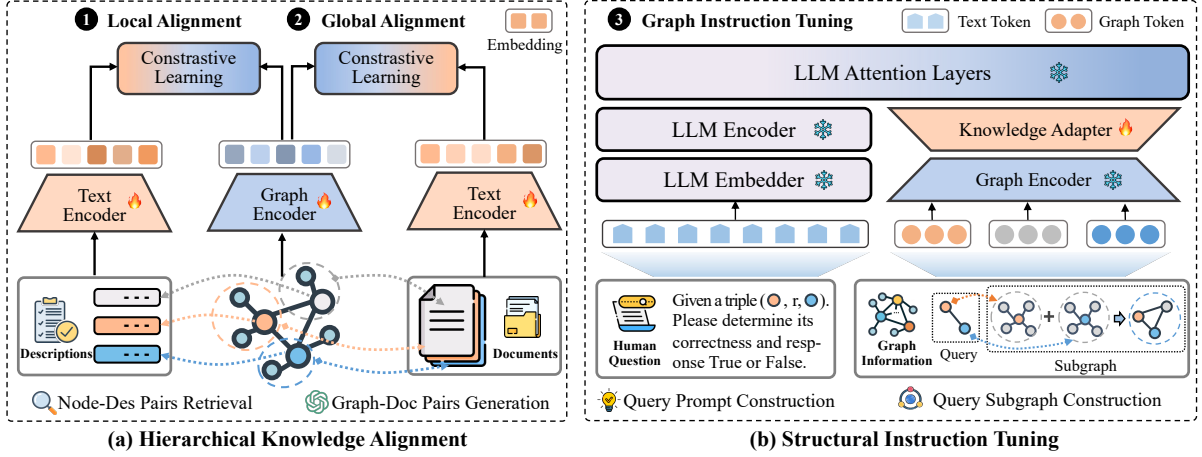 1 Local Alignment
2 Global Alignment
Embedding
Constrastive
Learning
Constrastive
Learning
Text
Encoder
Graph
Encoder
Text
Encoder
Descriptions
Documents
Node-Des Pairs Retrieval
Graph-Doc Pairs Generation
(a) Hierarchical Knowledge Alignment
3 Graph Instruction Tuning
Text Token
Graph Token
LLM Attention Layers
LLM Encoder
Knowledge Adapter
LLM Embedder
Graph Encoder
Human
Question
Given a triple ( , r, ).
Please determine its
correctness and resp-
onse True or False.
Graph
Information
Query
+
Subgraph
Query Prompt Construction
Query Subgraph Construction
(b) Structural Instruction Tuning